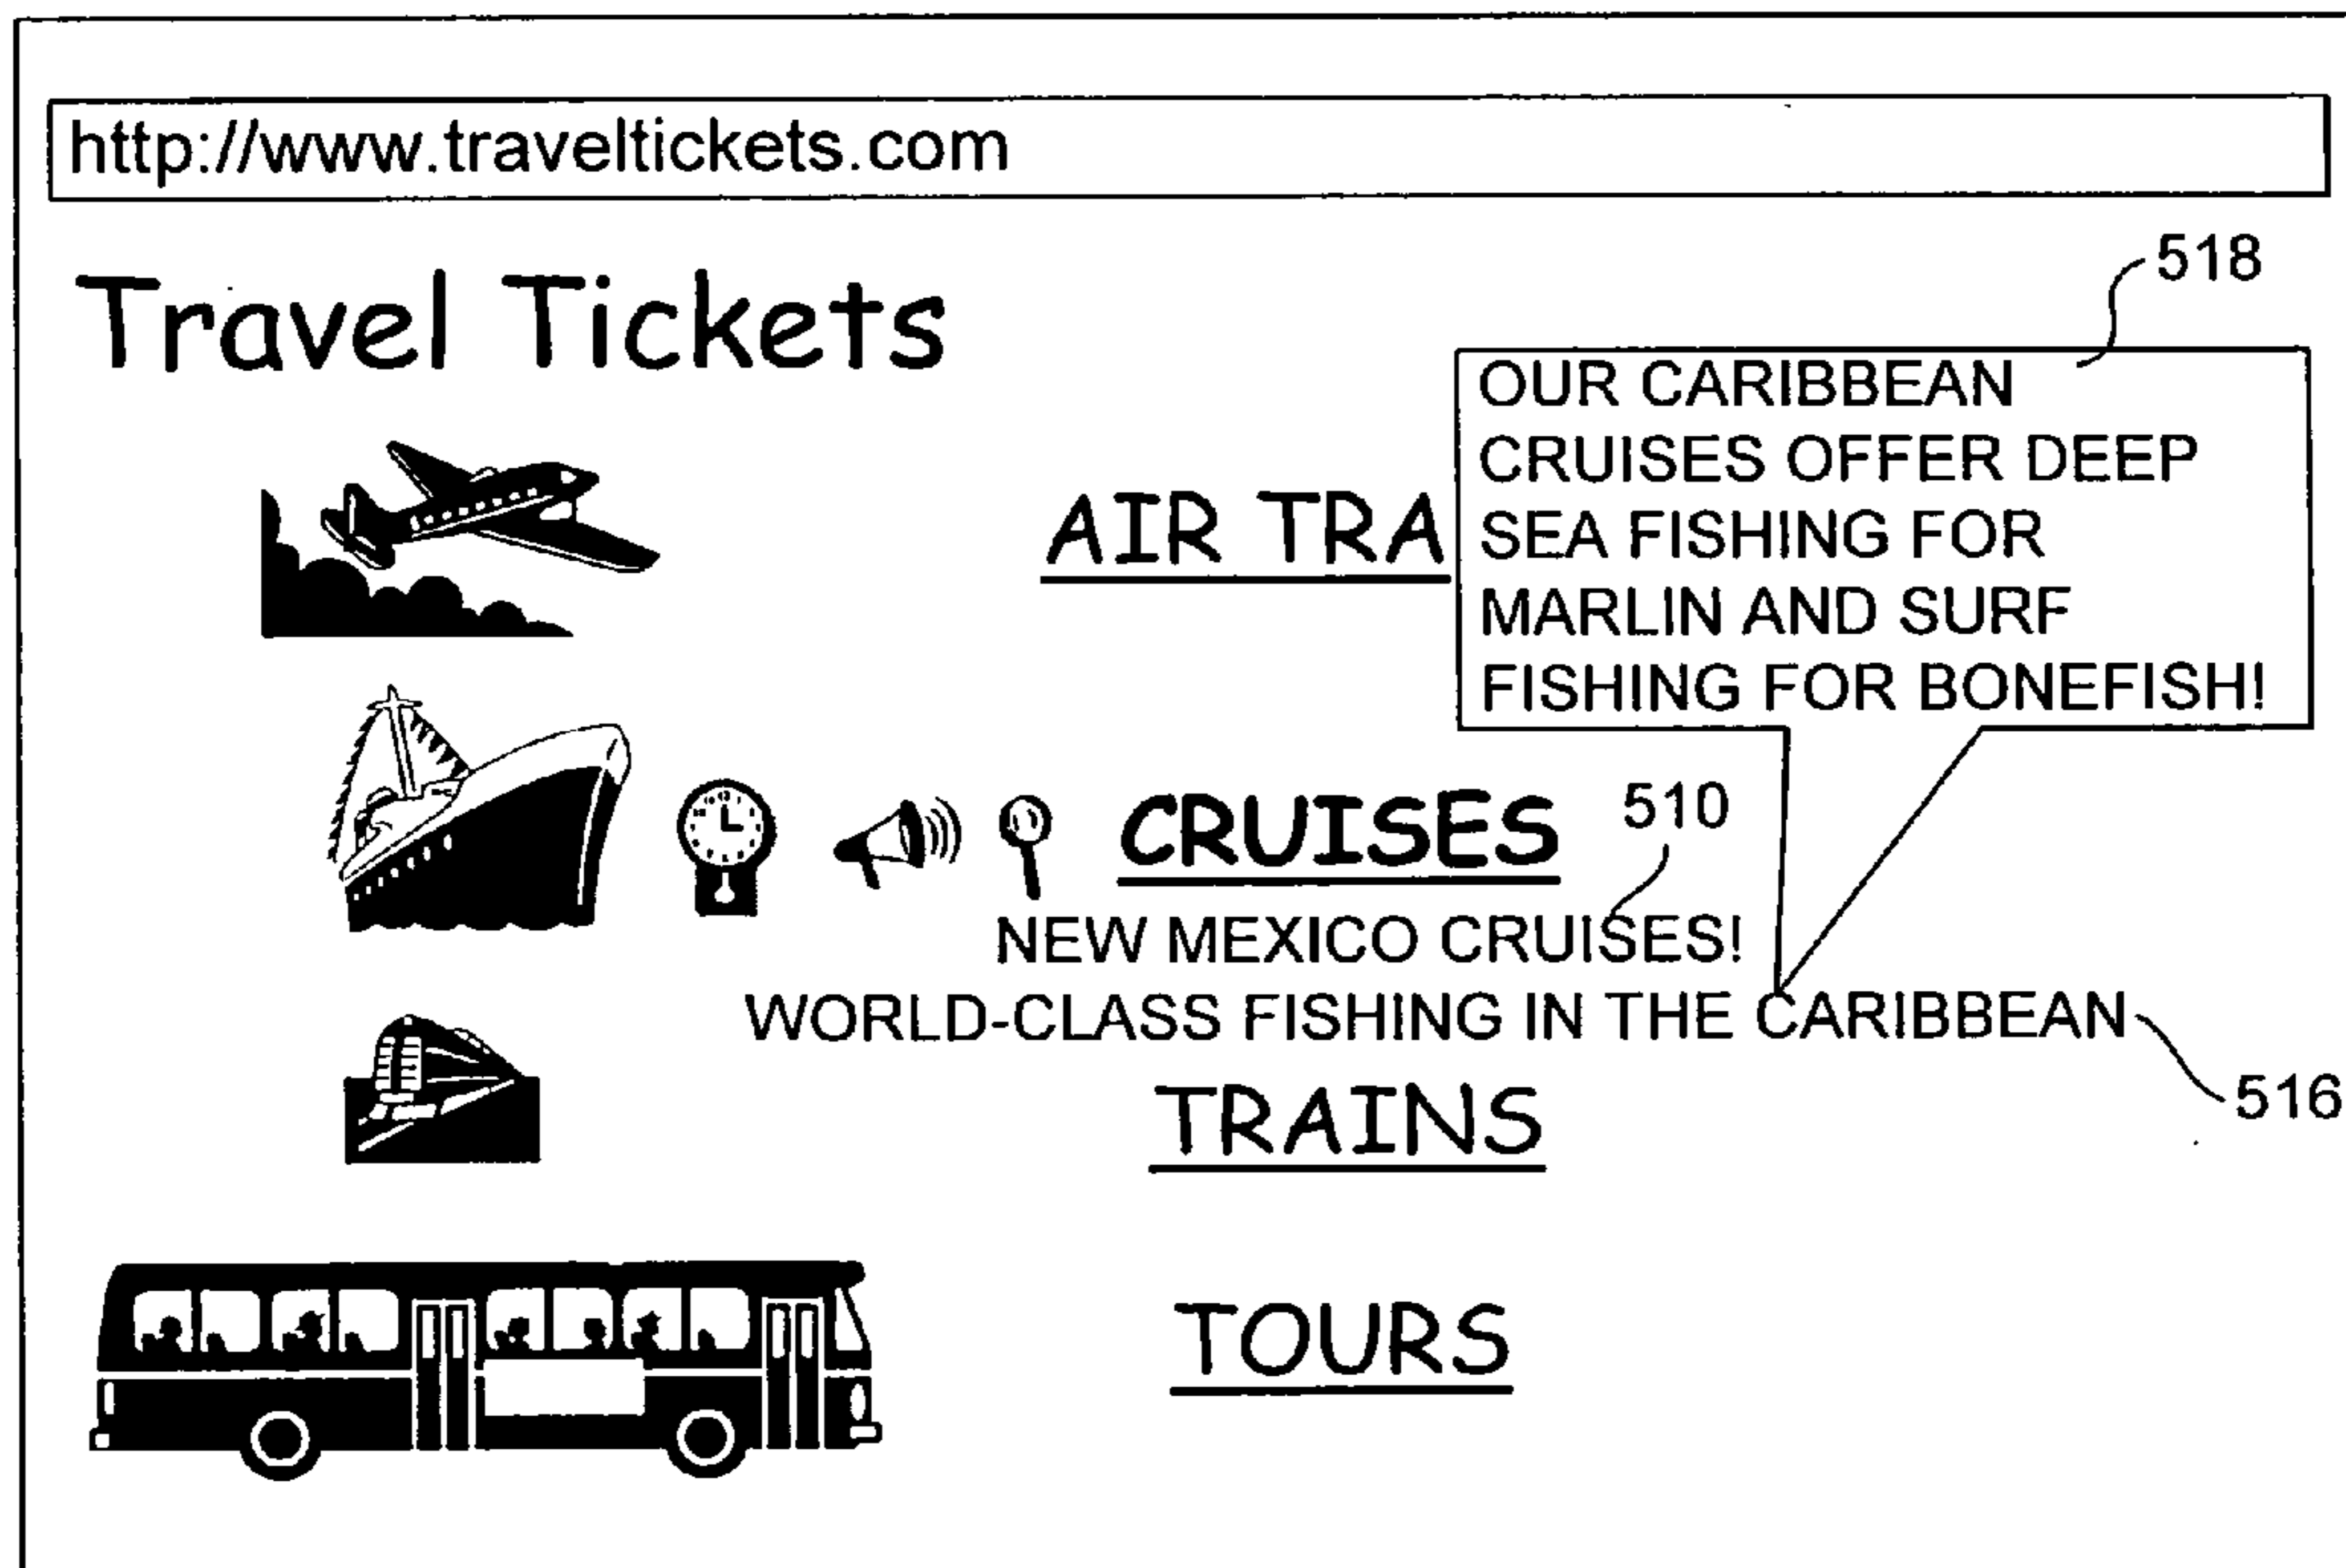 http://www.traveltickets.com
518
Travel Tickets
OUR CARIBBEAN
CRUISES OFFER DEEP
SEA FISHING FOR
MARLIN AND SURF
FISHING FOR BONEFISH!
AIR TRA
510
CRUISES
NEW MEXICO CRUISES!
WORLD-CLASS FISHING IN THE CARIBBEAN
516
TRAINS
TOURS